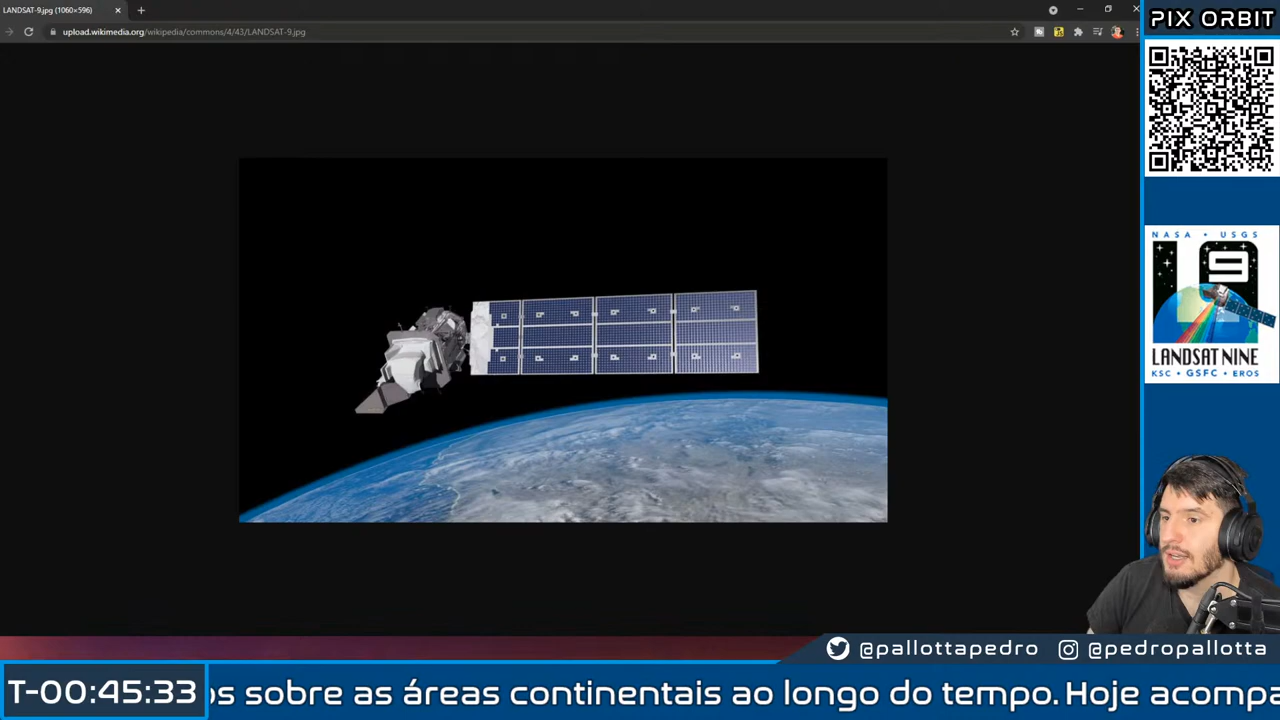 LANDSAT-9.jpg (1060×596)
upload.wikimedia.org/wikipedia/commons/4/43/LANDSAT-9.jpg
PIX ORBIT
NASA • USGS
L9
LANDSAT NINE
KSC • GSFC • EROS
@pallottapedro
@pedropallotta
T-00:45:33
os sobre as áreas continentais ao longo do tempo. Hoje acompa